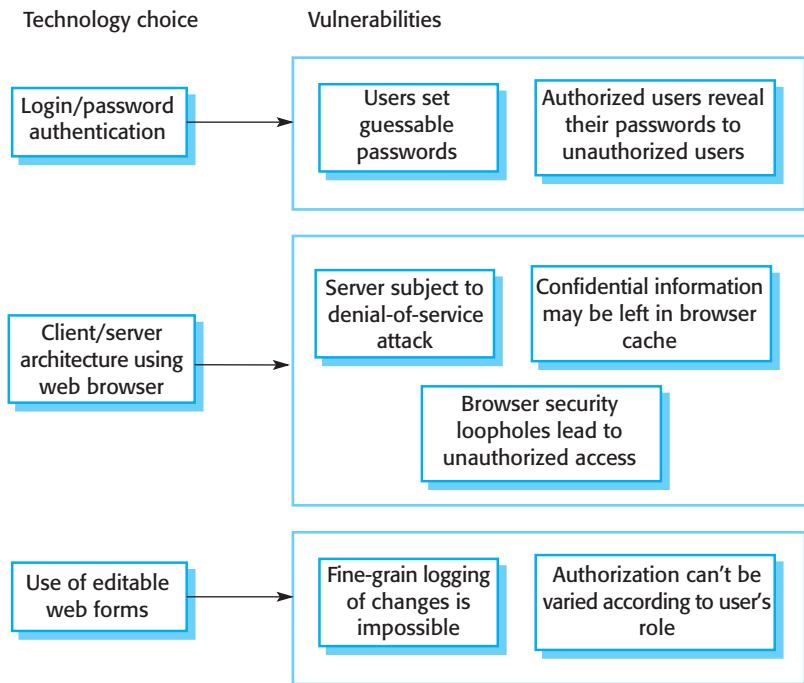 Technology choice
Vulnerabilities
Login/password
authentication
Users set
guessable
passwords
Authorized users reveal
their passwords to
unauthorized users
Client/server
architecture using
web browser
Server subject to
denial-of-service
attack
Confidential information
may be left in browser
cache
Browser security
loopholes lead to
unauthorized access
Use of editable
web forms
Fine-grain logging
of changes is
impossible
Authorization can't be
varied according to user's
role